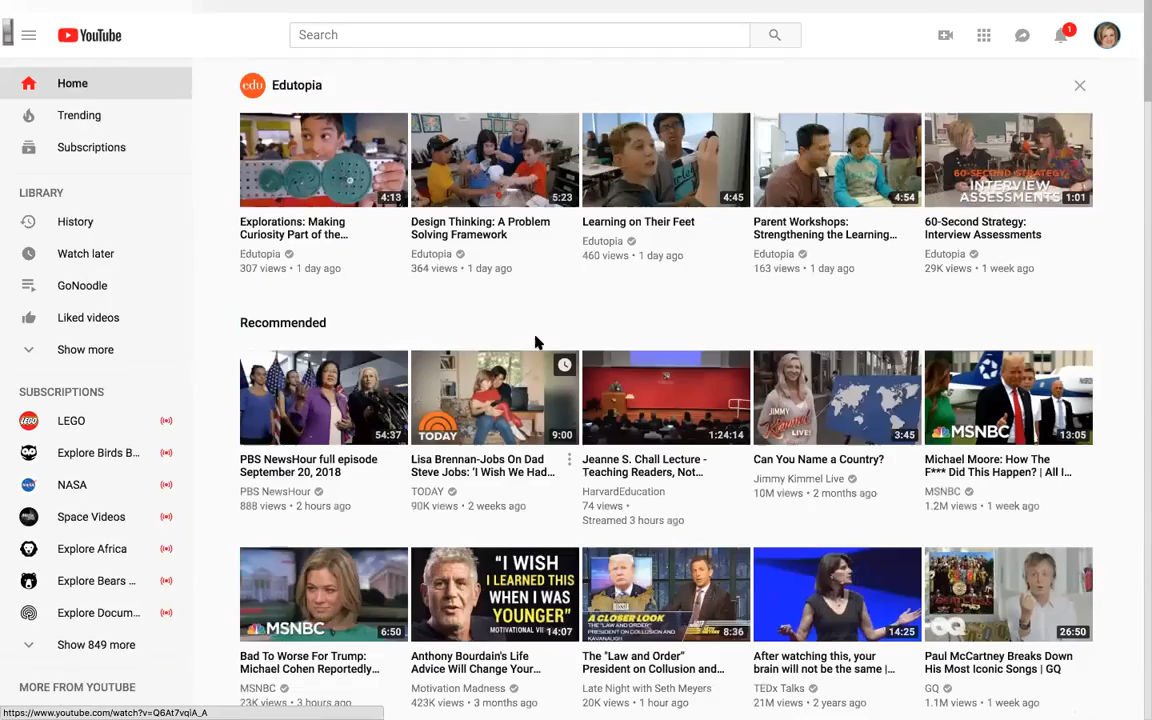 YouTube
Search
1
Home
Trending
Subscriptions
LIBRARY
History
Watch later
GoNoodle
Liked videos
Show more
SUBSCRIPTIONS
LEGO
Explore Birds B...
NASA
Space Videos
Explore Africa
Explore Bears ...
Explore Docum...
Show 849 more
MORE FROM YOUTUBE
edu Edutopia
4:13
5:23
4:45
4:54
60-SECOND STRATEGY:
INTERVIEW
ASSESSMENTS
1:01
Explorations: Making
Curiosity Part of the...
Edutopia
307 views • 1 day ago
Design Thinking: A Problem
Solving Framework
Edutopia
364 views • 1 day ago
Learning on Their Feet
Edutopia
460 views • 1 day ago
Parent Workshops:
Strengthening the Learning...
Edutopia
163 views • 1 day ago
60-Second Strategy:
Interview Assessments
Edutopia
29K views • 1 week ago
Recommended
54:37
TODAY
9:00
1:24:14
JIMMY
KIMMEL
LIVE!
3:45
MSNBC
13:05
PBS NewsHour full episode
September 20, 2018
PBS NewsHour
888 views • 2 hours ago
Lisa Brennan-Jobs On Dad
Steve Jobs: 'I Wish We Had...
TODAY
90K views • 2 weeks ago
Jeanne S. Chall Lecture -
Teaching Readers, Not...
HarvardEducation
74 views •
Streamed 3 hours ago
Can You Name a Country?
Jimmy Kimmel Live
10M views • 2 months ago
Michael Moore: How The
F*** Did This Happen? | All I...
MSNBC
1.2M views • 1 week ago
MSNBC
6:50
"I WISH
I LEARNED THIS
WHEN I WAS
YOUNGER"
MOTIVATIONAL VI
14:07
A CLOSER LOOK
THE "LAW AND ORDER"
PRESIDENT ON COLLUSION AND
KAVANAUGH
8:36
14:25
GQ
26:50
Bad To Worse For Trump:
Michael Cohen Reportedly...
MSNBC
23K views • 3 hours ago
Anthony Bourdain's Life
Advice Will Change Your...
Motivation Madness
423K views • 3 months ago
The "Law and Order"
President on Collusion and...
Late Night with Seth Meyers
20K views • 1 hour ago
After watching this, your
brain will not be the same |...
TEDx Talks
21M views • 2 years ago
Paul McCartney Breaks Down
His Most Iconic Songs | GQ
GQ
1.1M views • 1 week ago
https://www.youtube.com/watch?v=Q6At7vqiA_A